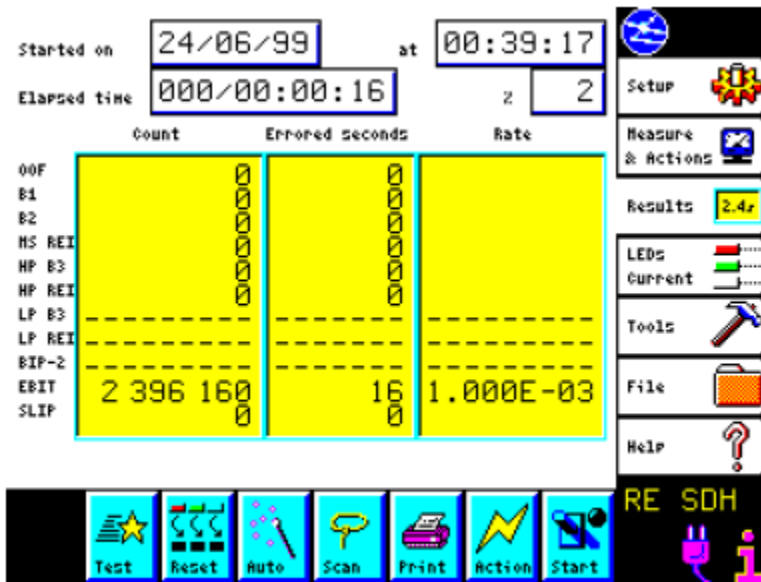 Started on 24/06/99 at 00:39:17
Elapsed time 000/00:00:16 % 2
Count Errored seconds Rate
OOF 0 0
B1 0 0
B2 0 0
MS REI 0 0
HP B3 0 0
HP REI 0 0
LP B3 ---------- ---------- ----------
LP REI ---------- ---------- ----------
BIP-2 ---------- ---------- ----------
EBIT 2 396 160 16 1.000E-03
SLIP 0 0
Setup
Measure
& Actions
Results
LEDs
Current
Tools
File
Help
RE SDH
Test Reset Auto Scan Print Action Start